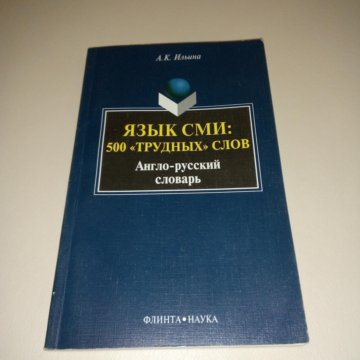 А.К. Ильина
ЯЗЫК СМИ:
500 «ТРУДНЫХ» СЛОВ
Англо-русский
словарь
ФЛИНТА • НАУКА